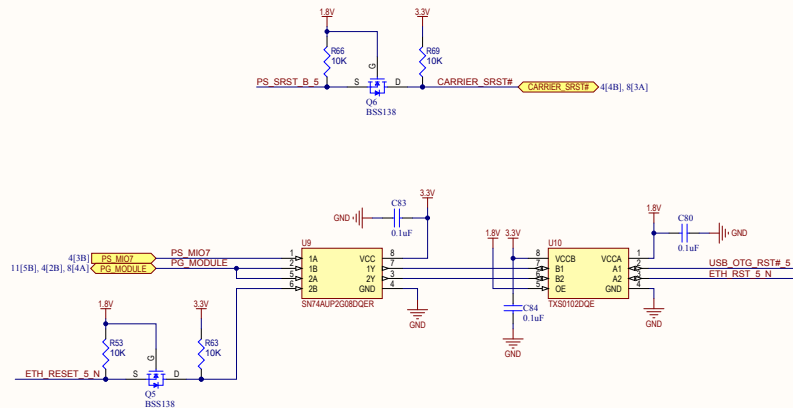 1.8V
3.3V
R66
10K
R69
10K
G
PS_SRST_B_5
S
D
CARRIER_SRST#
CARRIER_SRST#
4[4B], 8[3A]
Q6
BSS138
C83
0.1uF
GND
3.3V
1.8V
3.3V
1.8V
C80
0.1uF
GND
U9
U10
4[3B]
PS_MIO7
PS_MIO7
1
1A
VCC
8
8
VCCB
VCCA
1
11[5B], 4[2B], 8[4A]
PG_MODULE
PG_MODULE
2
1B
1Y
7
7
B1
A1
2
USB_OTG_RST#_5
5
2A
2Y
3
6
B2
A2
3
ETH_RST_5_N
6
2B
GND
4
5
OE
GND
4
SN74AUP2G08DQER
TXS0102DQE
C84
0.1uF
GND
GND
GND
1.8V
3.3V
R53
10K
R63
10K
G
ETH_RESET_5_N
S
D
Q5
BSS138